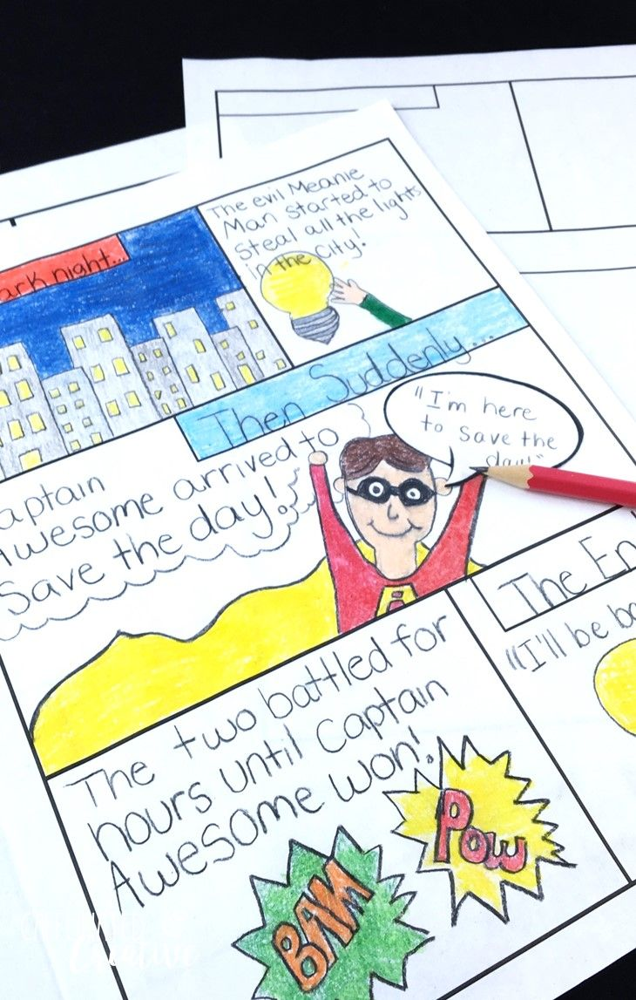 ark night...
The evil Meanie
Man started to
steal all the lights
in the city!
Then Suddenly...
aptain
Awesome arrived to
Save the day!
"I'm here
to save the
day!"
The two battled for
hours until Captain
Awesome won!
BAM
POW
The En
"I'll be ba